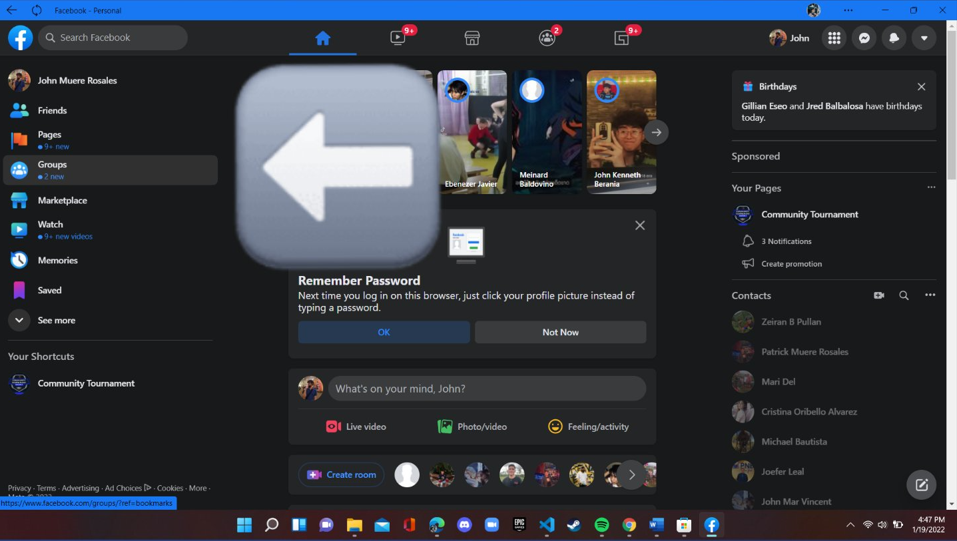 Facebook - Personal
Search Facebook
9+
2
9+
John
John Muere Rosales
Friends
Pages
9+ new
Groups
2 new
Marketplace
Watch
9+ new videos
Memories
Saved
See more
Your Shortcuts
Community Tournament
Privacy · Terms · Advertising · Ad Choices · Cookies · More ·
https://www.facebook.com/groups/?ref=bookmarks
Ebenezer Javier
Meinard Baldovino
John Kenneth Berania
Remember Password
Next time you log in on this browser, just click your profile picture instead of
typing a password.
OK
Not Now
What's on your mind, John?
Live video
Photo/video
Feeling/activity
Create room
Birthdays
Gillian Eseo and Jred Balbalosa have birthdays
today.
Sponsored
Your Pages
Community Tournament
3 Notifications
Create promotion
Contacts
Zeiran B Pullan
Patrick Muere Rosales
Mari Del
Cristina Oribello Alvarez
Michael Bautista
Joefer Leal
John Mar Vincent
EPIC
4:47 PM
1/19/2022